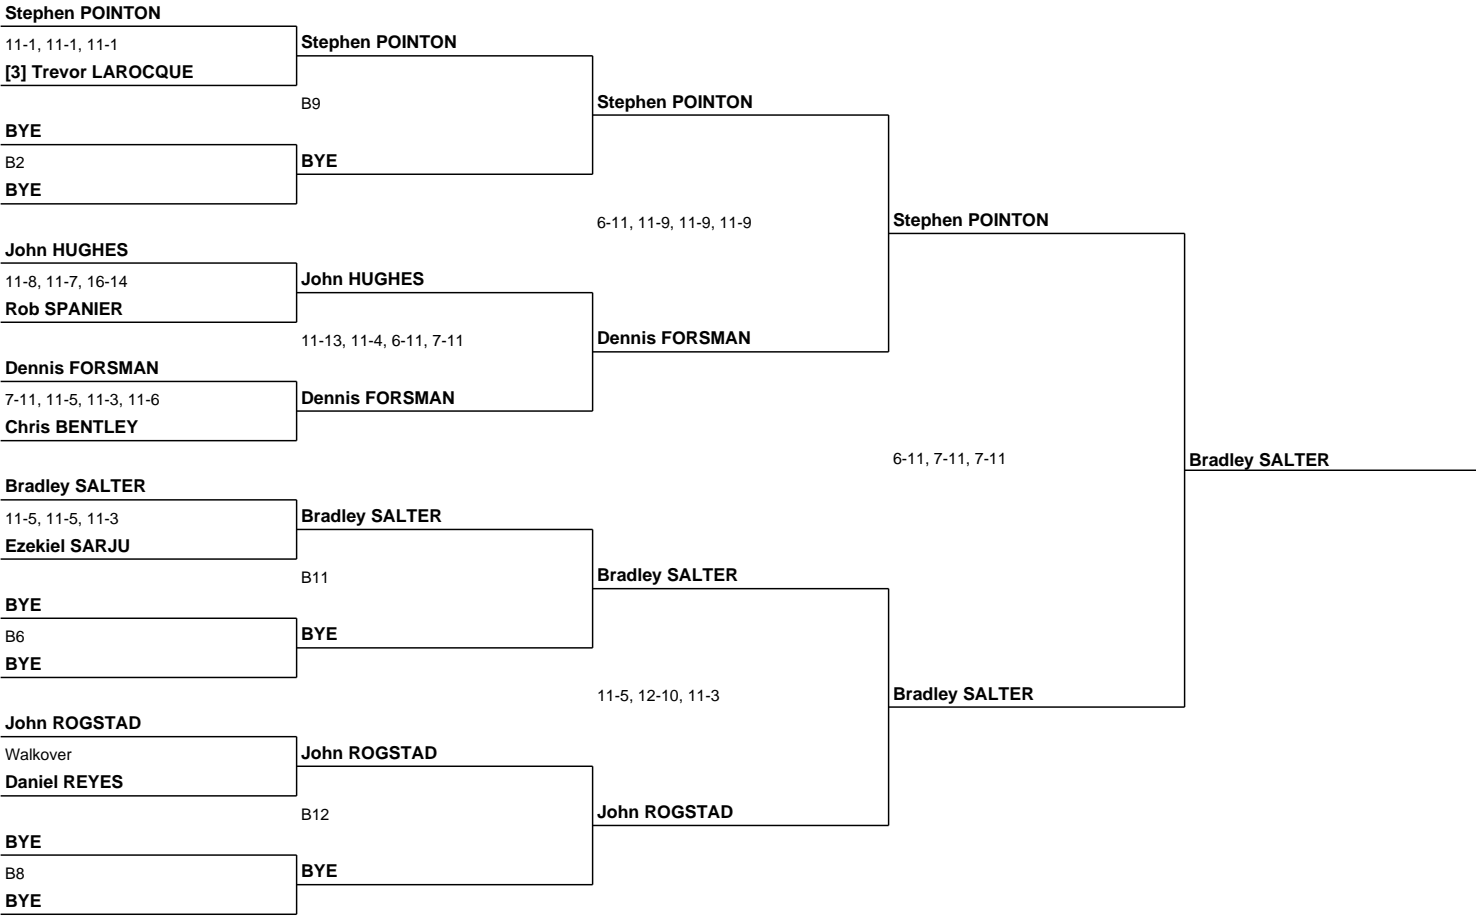 Stephen POINTON
11-1, 11-1, 11-1
[3] Trevor LAROCQUE
BYE
B2
BYE
John HUGHES
11-8, 11-7, 16-14
Rob SPANIER
Dennis FORSMAN
7-11, 11-5, 11-3, 11-6
Chris BENTLEY
Bradley SALTER
11-5, 11-5, 11-3
Ezekiel SARJU
BYE
B6
BYE
John ROGSTAD
Walkover
Daniel REYES
BYE
B8
BYE
Stephen POINTON
B9
BYE
John HUGHES
11-13, 11-4, 6-11, 7-11
Dennis FORSMAN
Bradley SALTER
B11
BYE
John ROGSTAD
B12
BYE
Stephen POINTON
6-11, 11-9, 11-9, 11-9
Dennis FORSMAN
Bradley SALTER
11-5, 12-10, 11-3
John ROGSTAD
Stephen POINTON
6-11, 7-11, 7-11
Bradley SALTER
Bradley SALTER